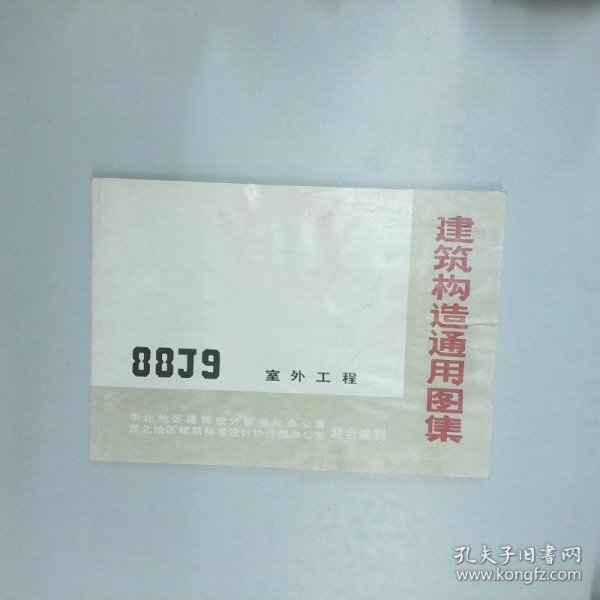 建筑构造通用图集
88J9 室外工程
华北地区建筑设计标准化办公室
西北地区建筑标准设计协作组办公室 联合编制
孔夫子旧书网
www.kongfz.com